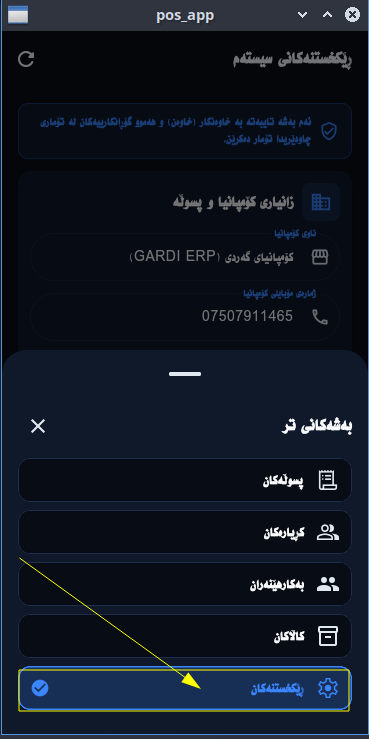 pos_app
ڕێکخستنەکانی سیستەم
ئەم بەشە تایبەتە بە خاوەنکار (خاوەن) و هەموو گۆڕانکارییەکان لە تۆماری
چاودێریدا تۆمار دەکرێن.
زانیاری کۆمپانیا و پسوڵە
ناوی کۆمپانیا
کۆمپانیای گەردی (GARDI ERP)
ژمارەی مۆبایلی کۆمپانیا
07507911465
بەشەکانی تر
پسوڵەکان
کڕیارەکان
بەکارهێنەران
کاڵاکان
ڕێکخستنەکان